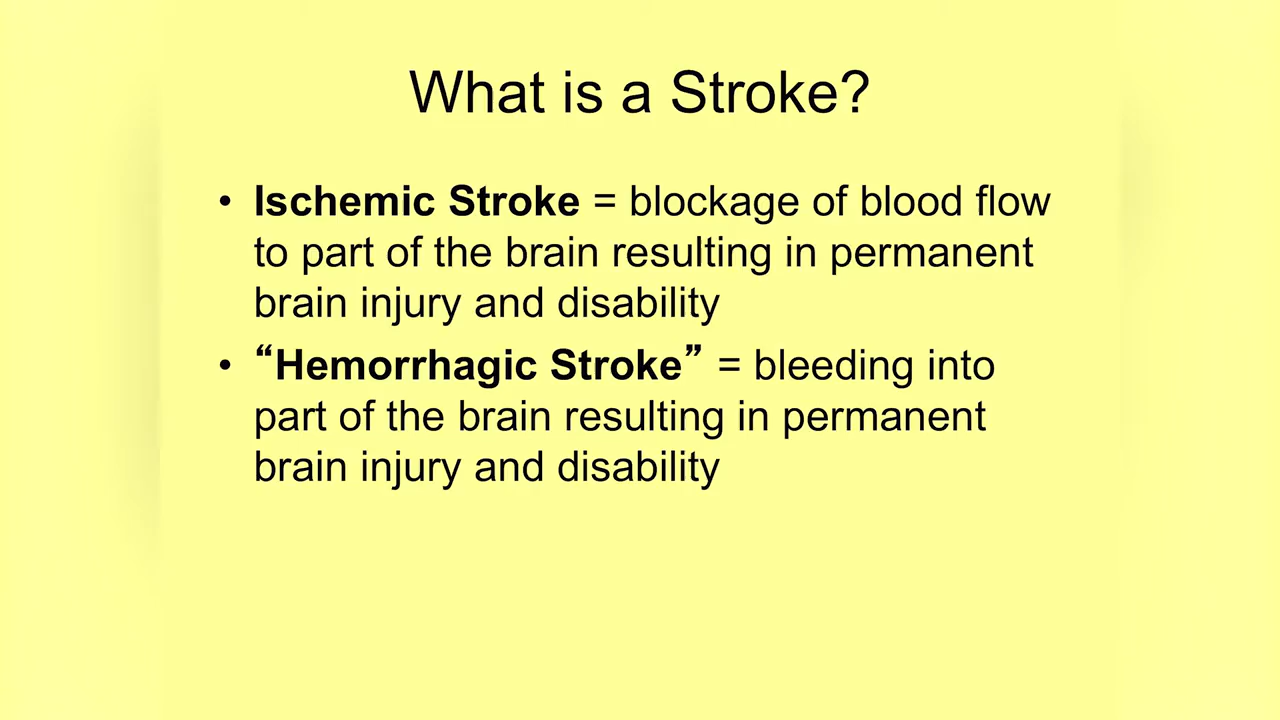 What is a Stroke?
• Ischemic Stroke = blockage of blood flow
to part of the brain resulting in permanent
brain injury and disability
• “Hemorrhagic Stroke” = bleeding into
part of the brain resulting in permanent
brain injury and disability